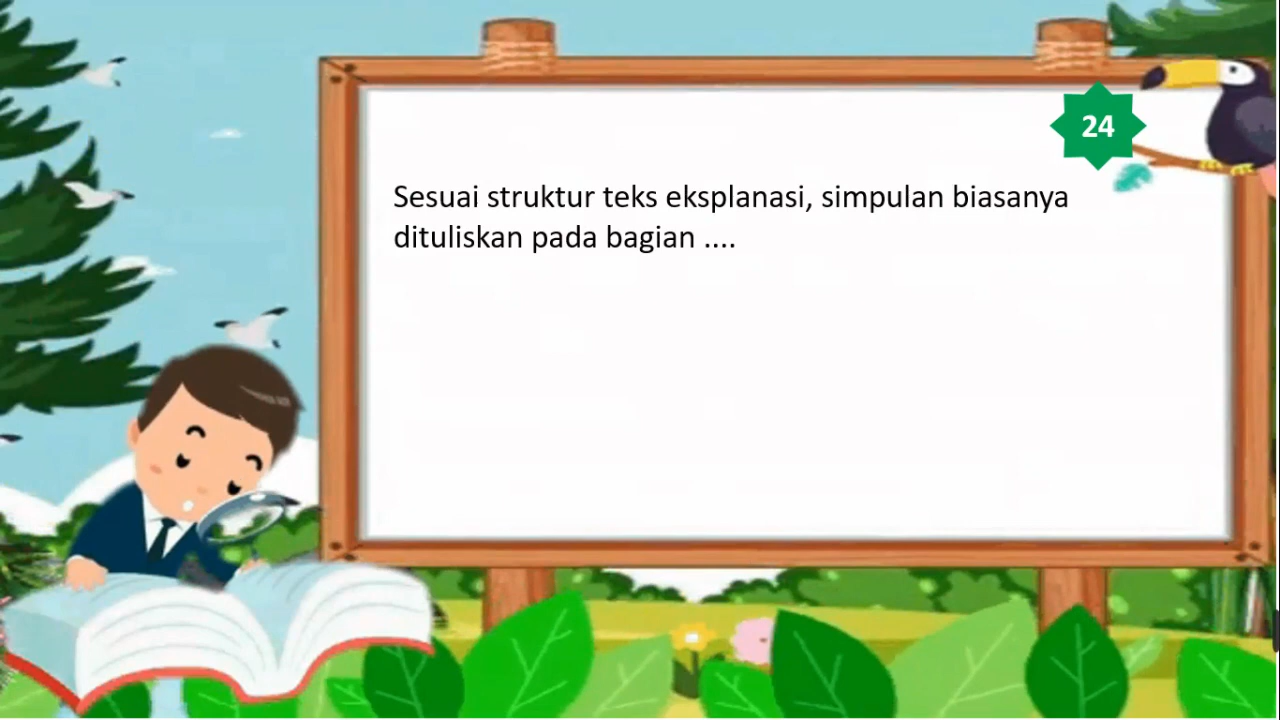 24
Sesuai struktur teks eksplanasi, simpulan biasanya
dituliskan pada bagian ....